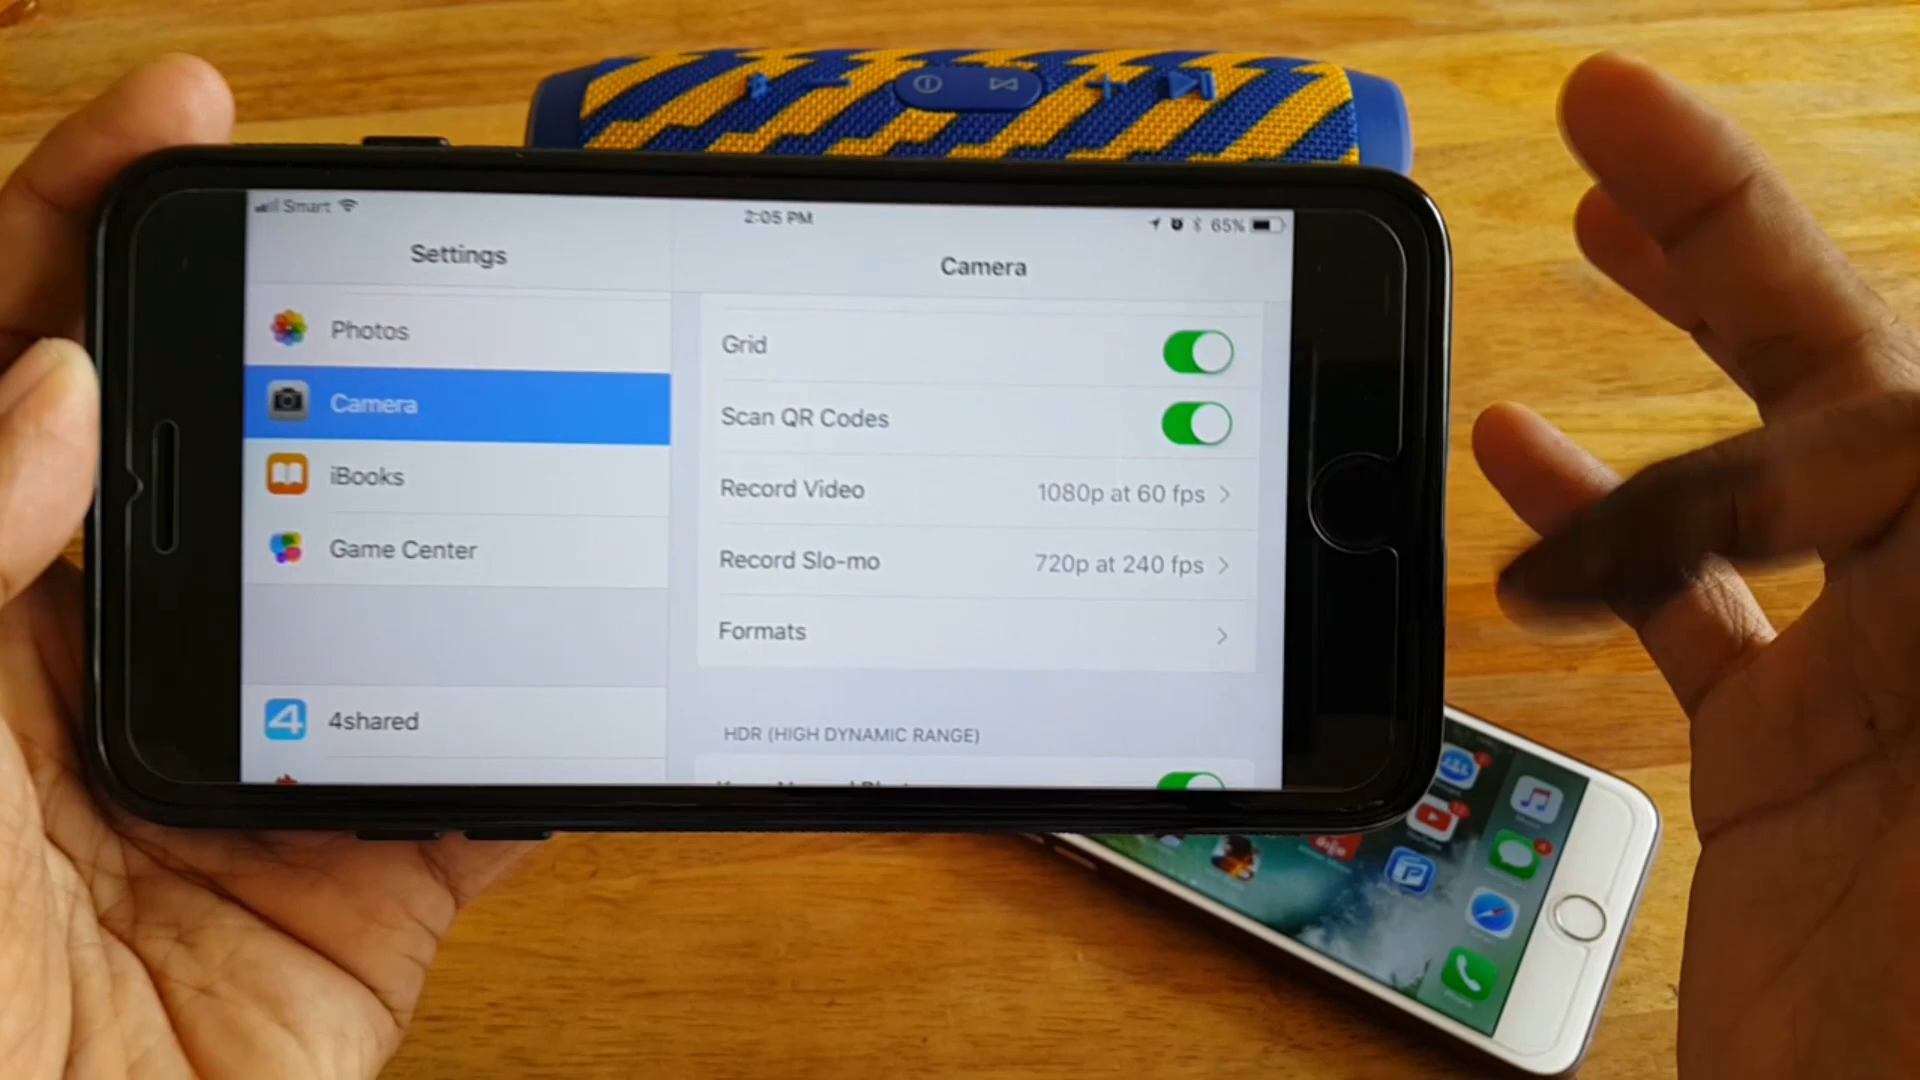 Smart
2:05 PM
65%
Settings
Camera
Photos
Camera
iBooks
Game Center
4shared
Grid
Scan QR Codes
Record Video 1080p at 60 fps
Record Slo-mo 720p at 240 fps
Formats
HDR (HIGH DYNAMIC RANGE)